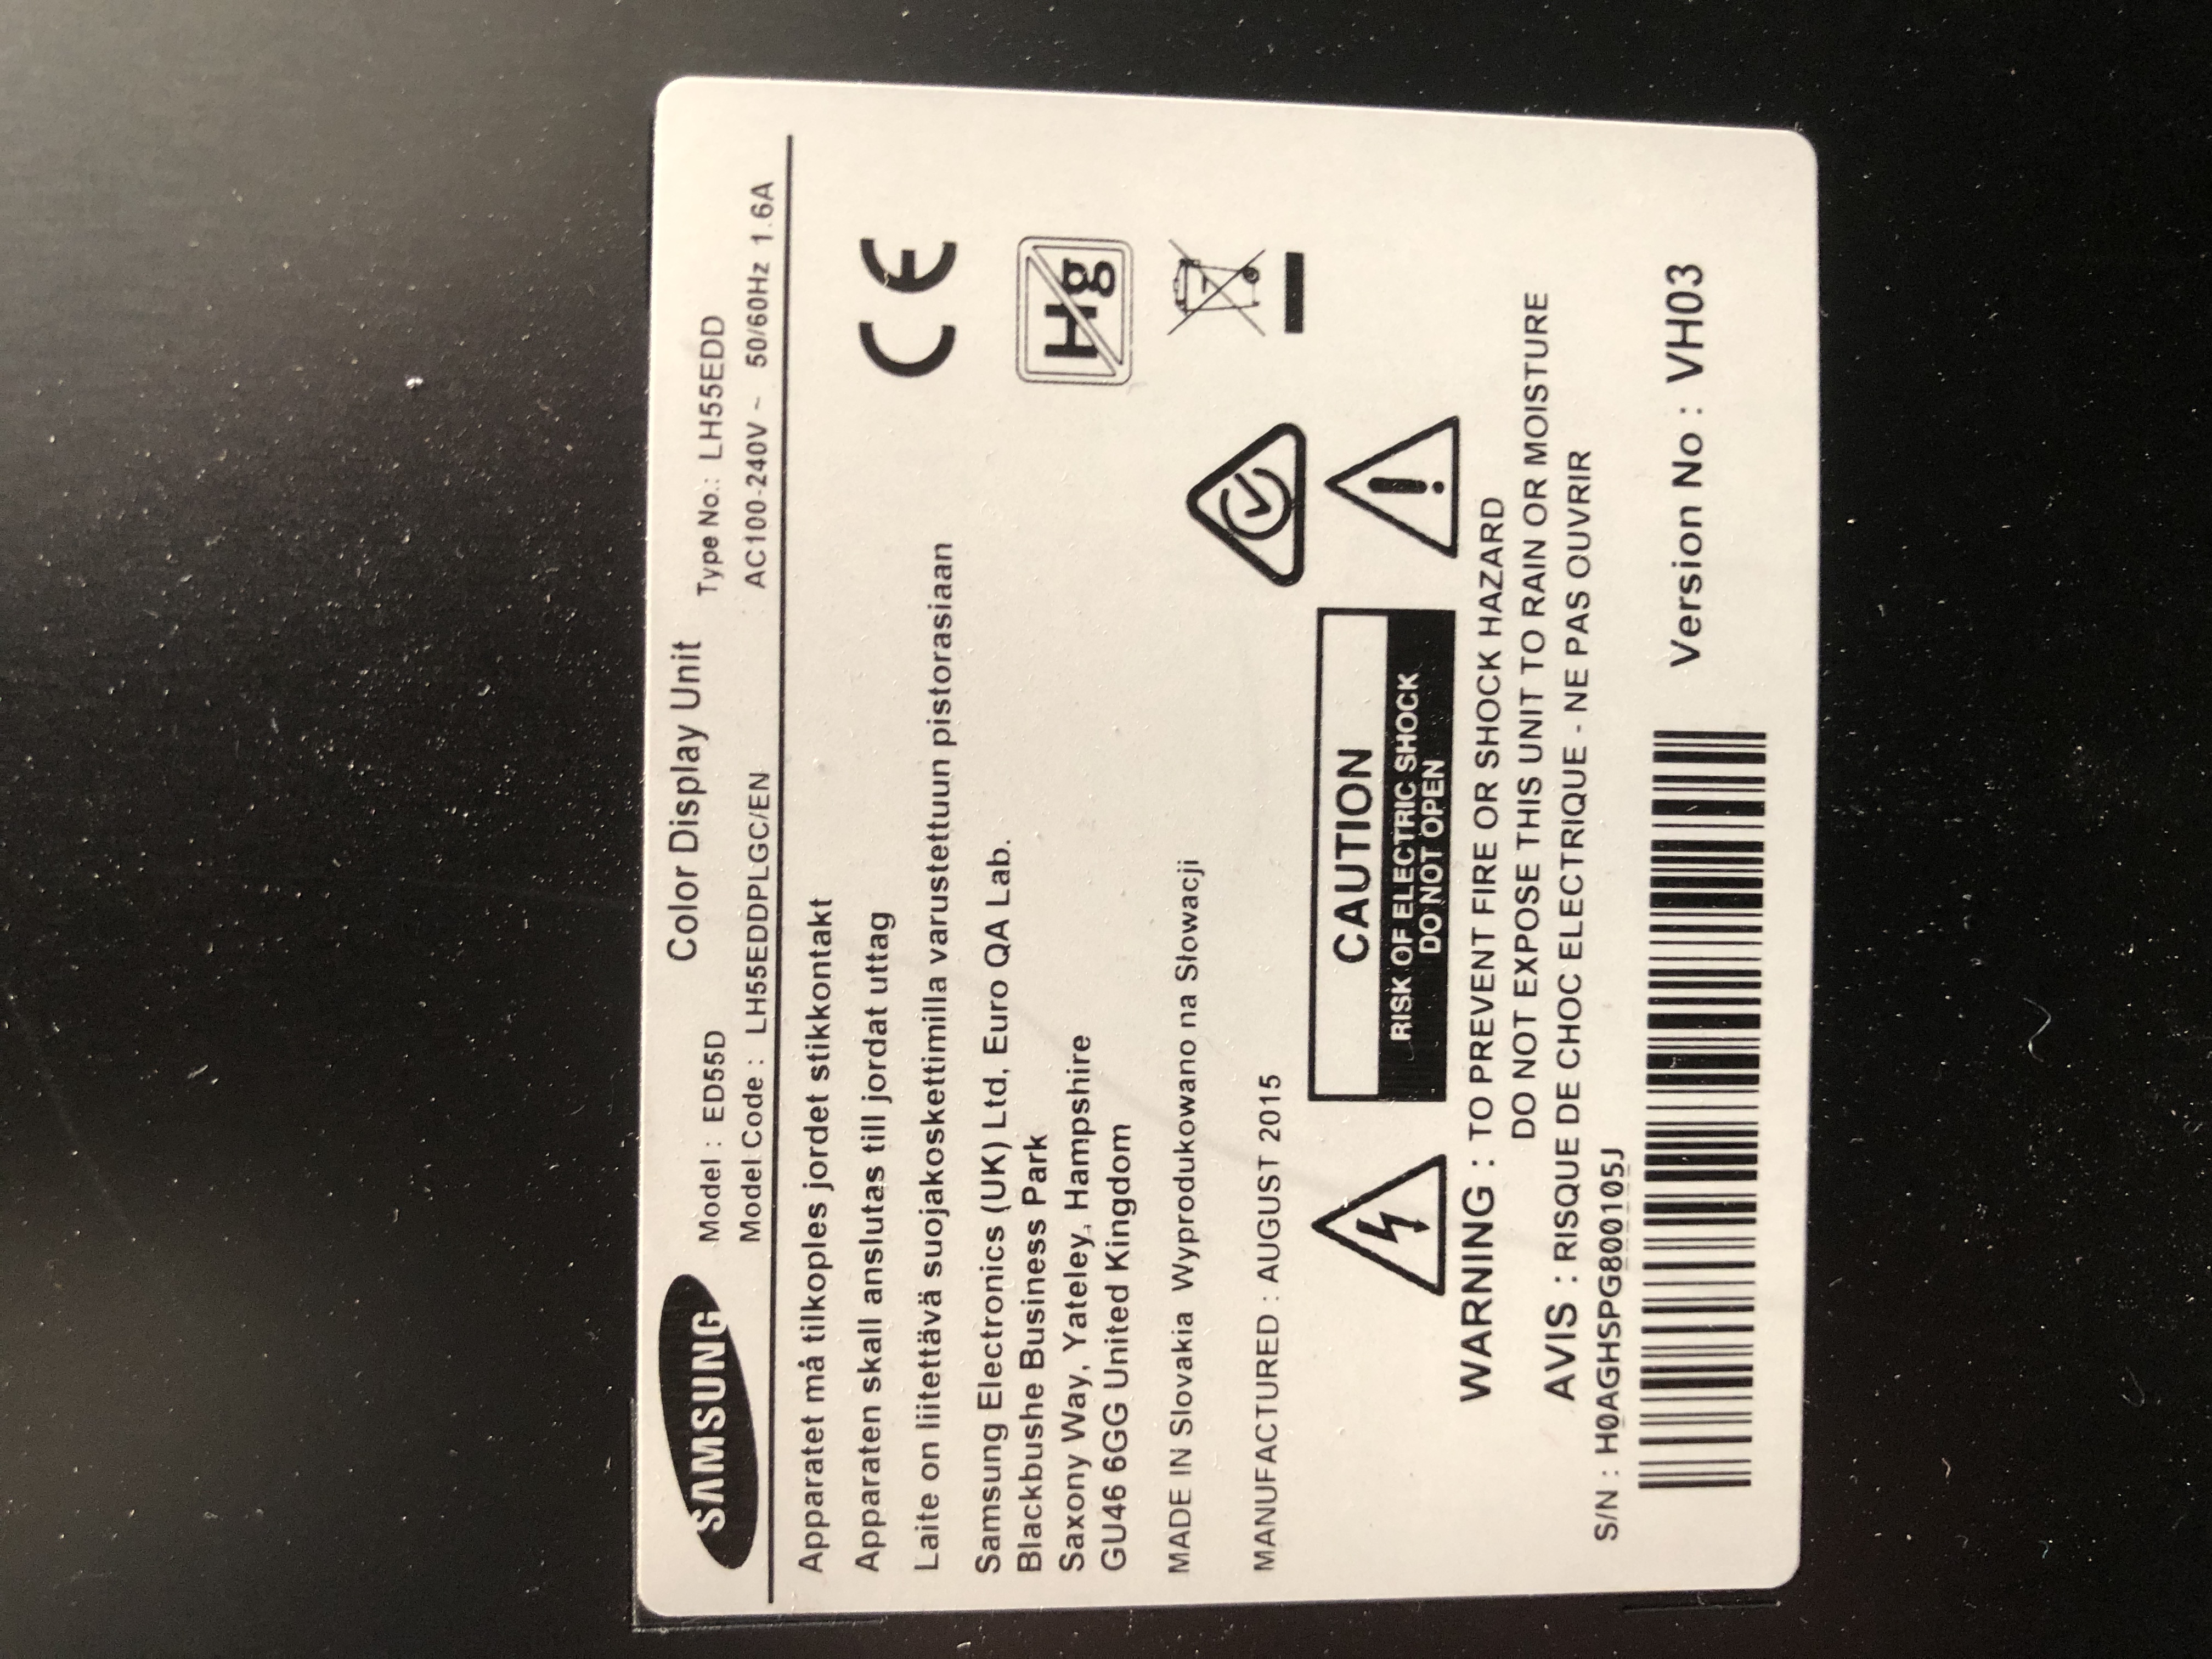 SAMSUNG
Color Display Unit
Model : ED55D Type No.: LH55EDD
Model Code : LH55EDDPLGC/EN AC100-240V ~ 50/60Hz 1.6A
Apparatet må tilkoples jordet stikkontakt
Apparaten skall anslutas till jordat uttag
Laite on liitettävä suojakoskettimilla varustettuun pistorasiaan
Samsung Electronics (UK) Ltd, Euro QA Lab.
Blackbushe Business Park
Saxony Way, Yateley, Hampshire
GU46 6GG United Kingdom
CE
Hg
MADE IN Slovakia Wyprodukowano na Słowacji
MANUFACTURED : AUGUST 2015
CAUTION
RISK OF ELECTRIC SHOCK
DO NOT OPEN
WARNING : TO PREVENT FIRE OR SHOCK HAZARD
DO NOT EXPOSE THIS UNIT TO RAIN OR MOISTURE
AVIS : RISQUE DE CHOC ELECTRIQUE - NE PAS OUVRIR
S/N : H0AGHSPG800105J
Version No : VH03